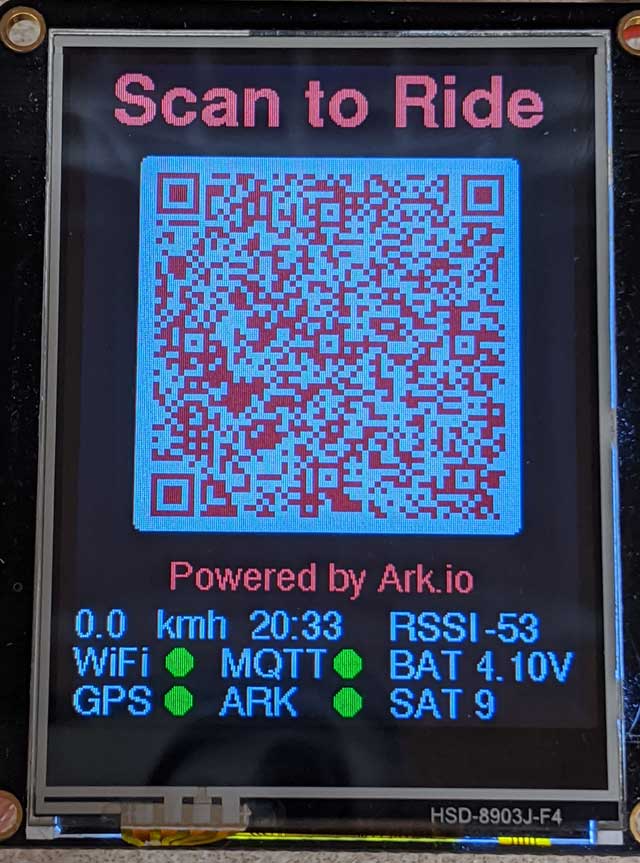 Scan to Ride
Powered by Ark.io
0.0 kmh 20:33 RSSI-53
WiFi MQTT BAT 4.10V
GPS ARK SAT 9
HSD-8903J-F4